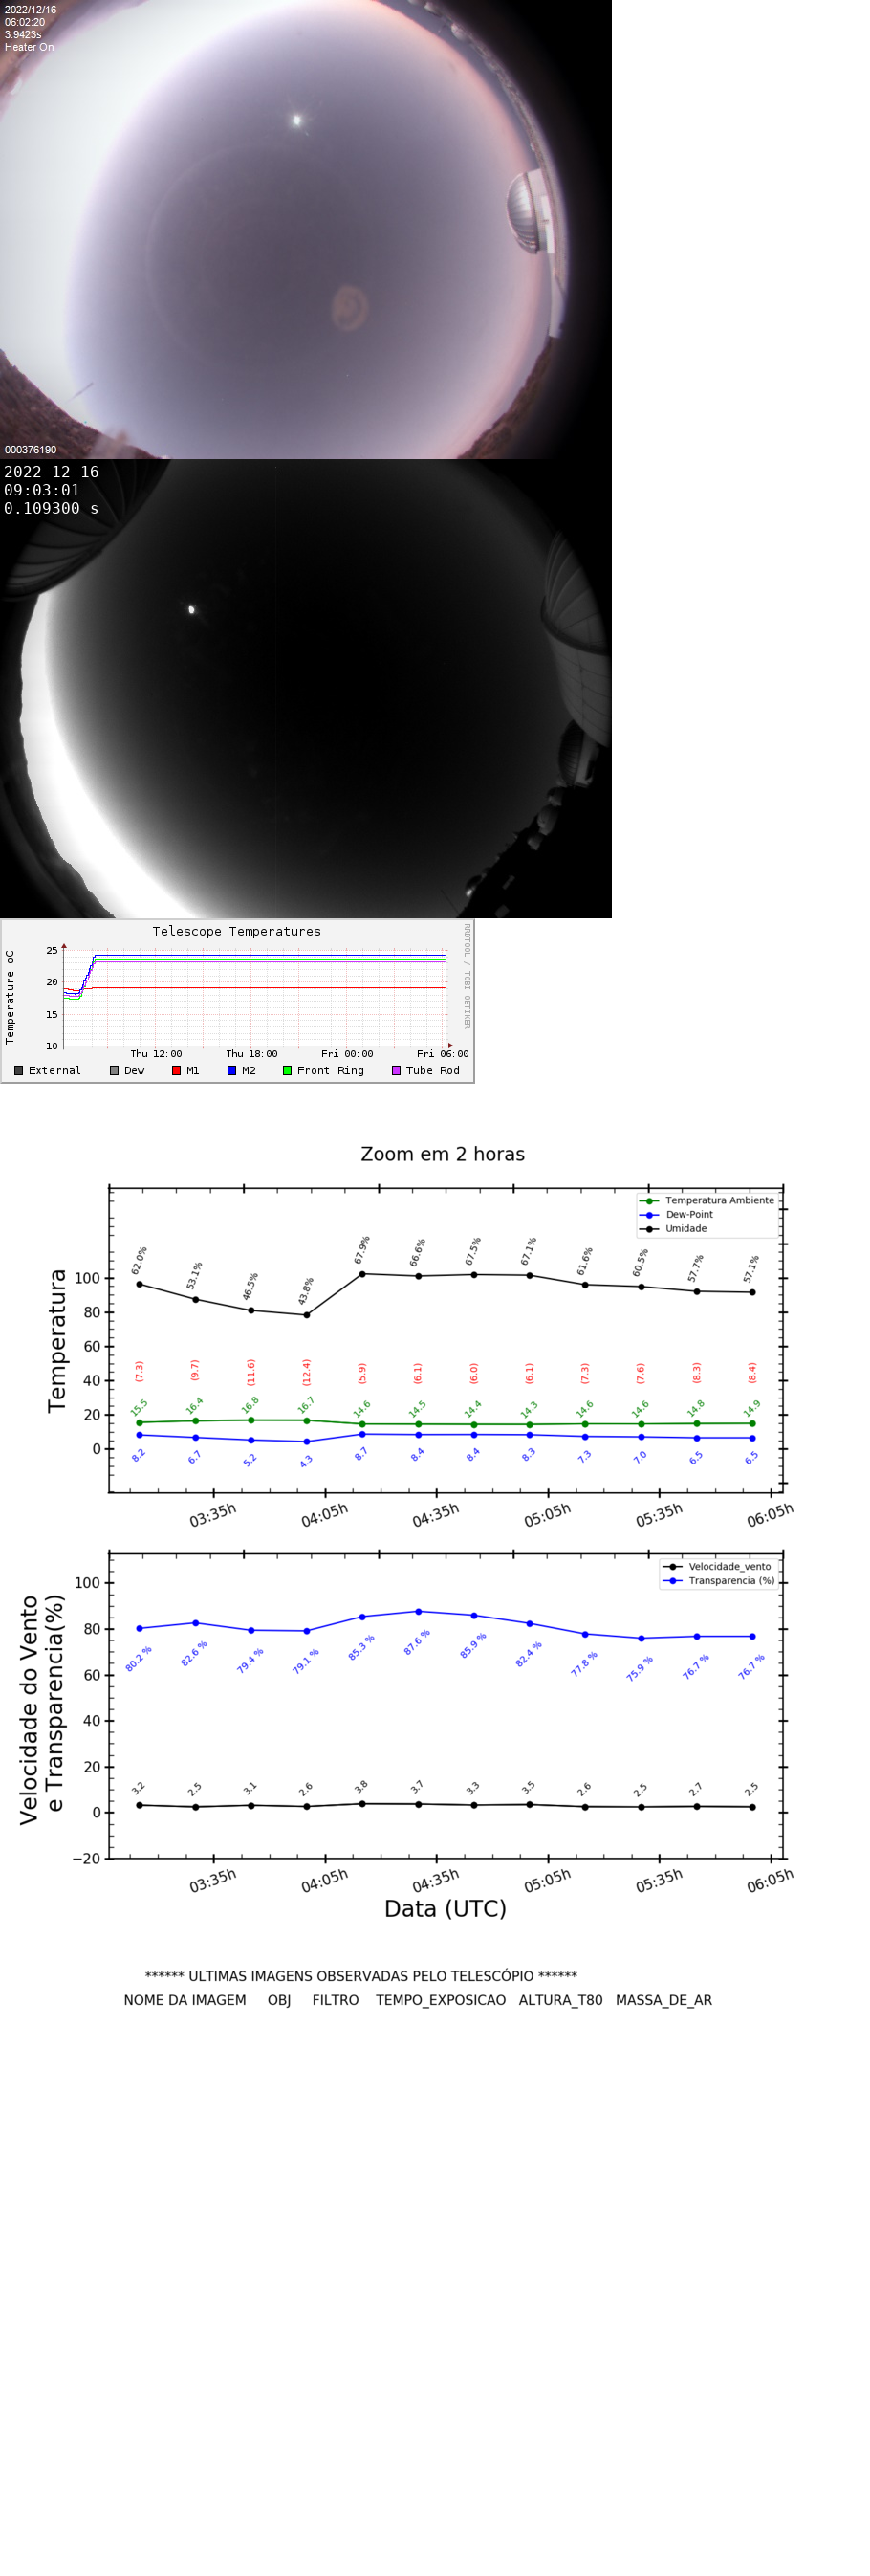 2022/12/16
06:02:20
3.9423s
Heater On
000376190
2022-12-16
09:03:01
0.109300 s
Telescope Temperatures
RRDTOOL / TOBI OETIKER
Temperature oC
25
20
15
10
Thu 12:00 Thu 18:00 Fri 00:00 Fri 06:00
External Dew M1 M2 Front Ring Tube Rod
Zoom em 2 horas
Temperatura Ambiente
Dew-Point
Umidade
Temperatura
100
80
60
40
20
0
62.0% 53.1% 46.5% 43.8% 67.9% 66.6% 67.5% 67.1% 61.6% 60.5% 57.7% 57.1%
(7.3) (9.7) (11.6) (12.4) (5.9) (6.1) (6.0) (6.1) (7.3) (7.6) (8.3) (8.4)
15.5 16.4 16.8 16.7 14.6 14.5 14.4 14.3 14.6 14.6 14.8 14.9
8.2 6.7 5.2 4.3 8.7 8.4 8.4 8.3 7.3 7.0 6.5 6.5
03:35h 04:05h 04:35h 05:05h 05:35h 06:05h
Velocidade_vento
Transparencia (%)
Velocidade do Vento
e Transparencia(%)
100
80
60
40
20
0
−20
80.2 % 82.6 % 79.4 % 79.1 % 85.3 % 87.6 % 85.9 % 82.4 % 77.8 % 75.9 % 76.7 % 76.7 %
3.2 2.5 3.1 2.6 3.8 3.7 3.3 3.5 2.6 2.5 2.7 2.5
03:35h 04:05h 04:35h 05:05h 05:35h 06:05h
Data (UTC)
****** ULTIMAS IMAGENS OBSERVADAS PELO TELESCÓPIO ******
NOME DA IMAGEM OBJ FILTRO TEMPO_EXPOSICAO ALTURA_T80 MASSA_DE_AR